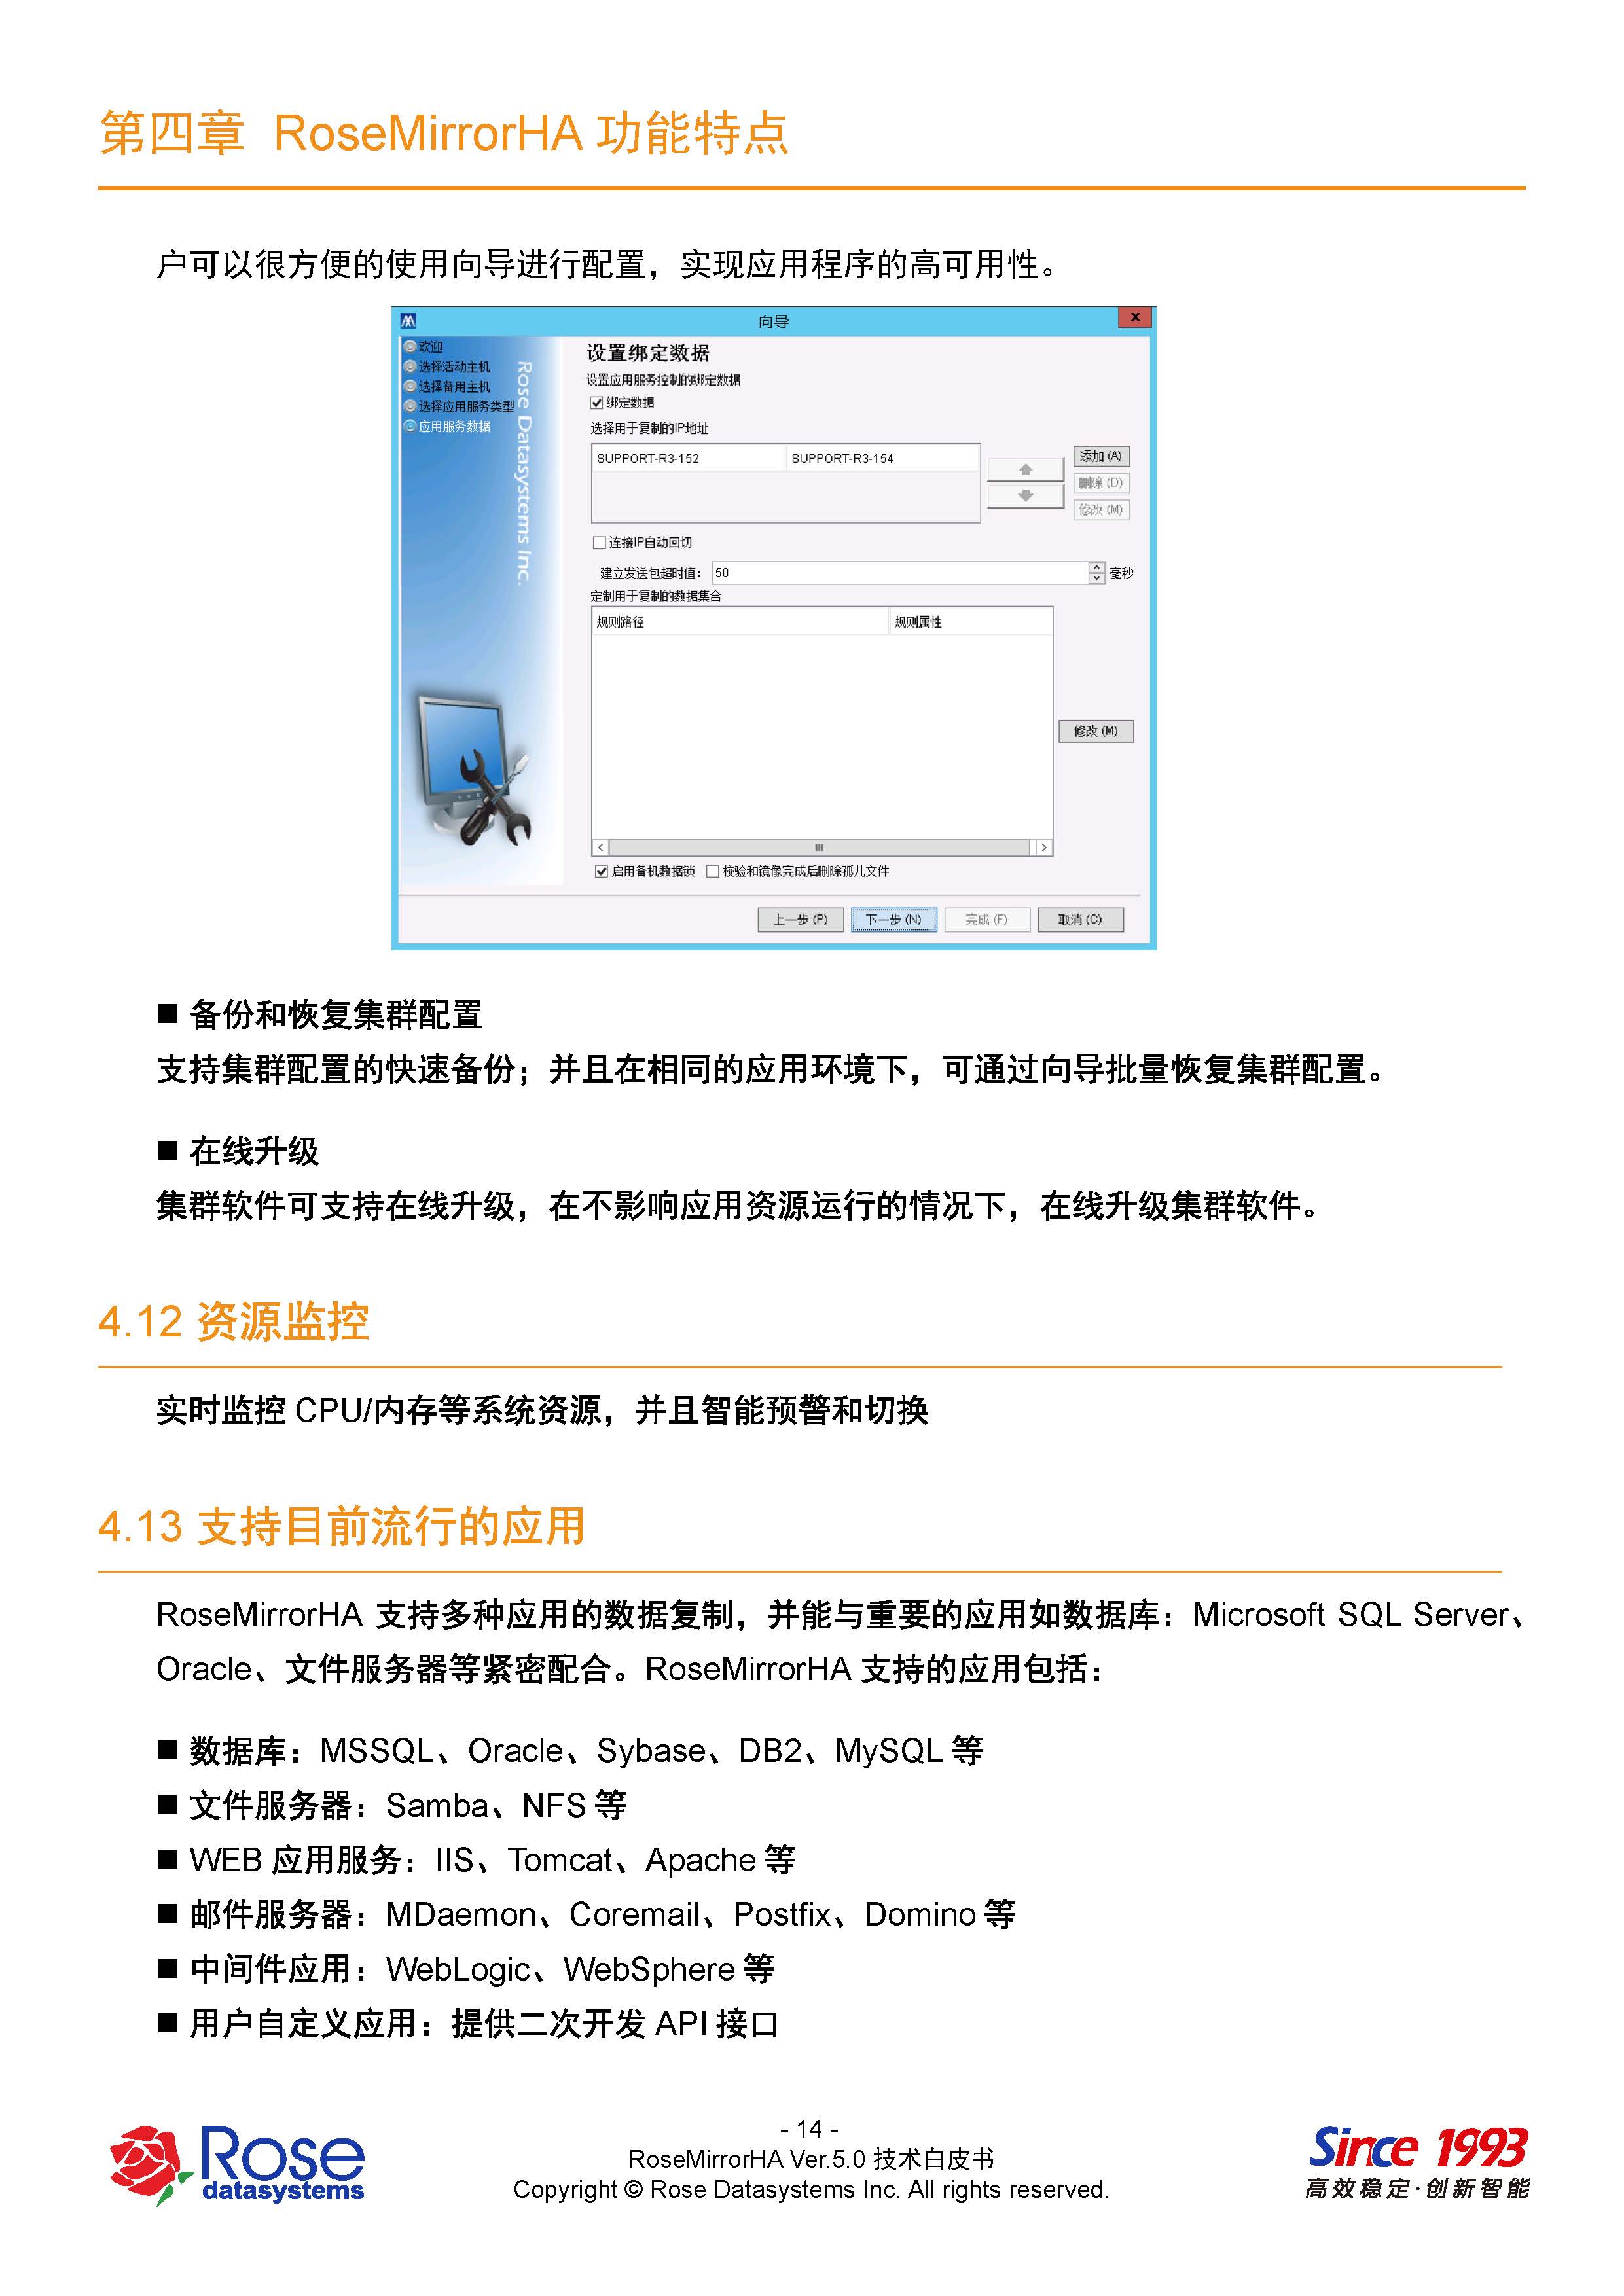 第四章 RoseMirrorHA 功能特点
户可以很方便的使用向导进行配置，实现应用程序的高可用性。
向导
x
欢迎
选择活动主机
选择备用主机
选择应用服务类型
应用服务数据
Rose Datasystems Inc.
设置绑定数据
设置应用服务控制的绑定数据
绑定数据
选择用于复制的IP地址
SUPPORT-R3-152 SUPPORT-R3-154
添加 (A)
删除 (D)
修改 (M)
连接IP自动回切
建立发送包超时值： 50 毫秒
定制用于复制的数据集合
规则路径 规则属性
修改 (M)
启用备机数据锁 校验和镜像完成后删除孤儿文件
上一步 (P) 下一步 (N) 完成 (F) 取消 (C)
■ 备份和恢复集群配置
支持集群配置的快速备份；并且在相同的应用环境下，可通过向导批量恢复集群配置。
■ 在线升级
集群软件可支持在线升级，在不影响应用资源运行的情况下，在线升级集群软件。
4.12 资源监控
实时监控 CPU/内存等系统资源，并且智能预警和切换
4.13 支持目前流行的应用
RoseMirrorHA 支持多种应用的数据复制，并能与重要的应用如数据库：Microsoft SQL Server、
Oracle、文件服务器等紧密配合。RoseMirrorHA 支持的应用包括：
■ 数据库：MSSQL、Oracle、Sybase、DB2、MySQL 等
■ 文件服务器：Samba、NFS 等
■ WEB 应用服务：IIS、Tomcat、Apache 等
■ 邮件服务器：MDaemon、Coremail、Postfix、Domino 等
■ 中间件应用：WebLogic、WebSphere 等
■ 用户自定义应用：提供二次开发 API 接口
Rose
datasystems
- 14 -
RoseMirrorHA Ver.5.0 技术白皮书
Copyright © Rose Datasystems Inc. All rights reserved.
Since 1993
高效稳定·创新智能